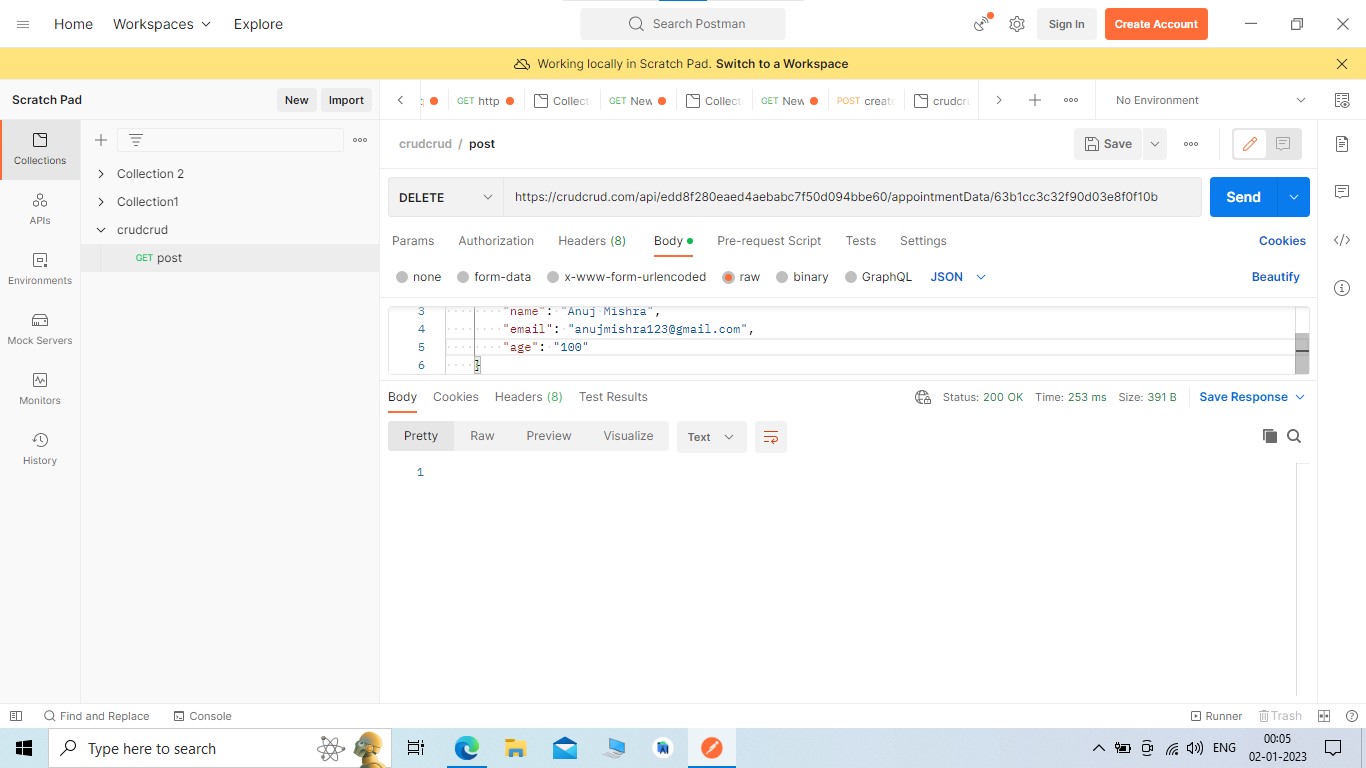 Home Workspaces Explore Search Postman Sign In Create Account
Working locally in Scratch Pad. Switch to a Workspace
Scratch Pad New Import GET http Collect GET New Collect GET New POST No Environment
Collections
APIs
Environments
Mock Servers
Monitors
History
Collection 2
Collection1
crudcrud
GET post
crudcrud / post Save
DELETE https://crudcrud.com/api/edd8f280eaed4aebabc7f50d094bbe60/appointmentData/63b1cc3c32f90d03e8f0f10b Send
Params Authorization Headers (8) Body Pre-request Script Tests Settings Cookies
none form-data x-www-form-urlencoded raw binary GraphQL JSON Beautify
3 "name": "Anuj Mishra",
4 "email": "anujmishra123@gmail.com",
5 "age": "100"
6 }
Body Cookies Headers (8) Test Results Status: 200 OK Time: 253 ms Size: 391 B Save Response
Pretty Raw Preview Visualize Text
1
Find and Replace Console Runner Trash
Type here to search ENG 00:05
02-01-2023